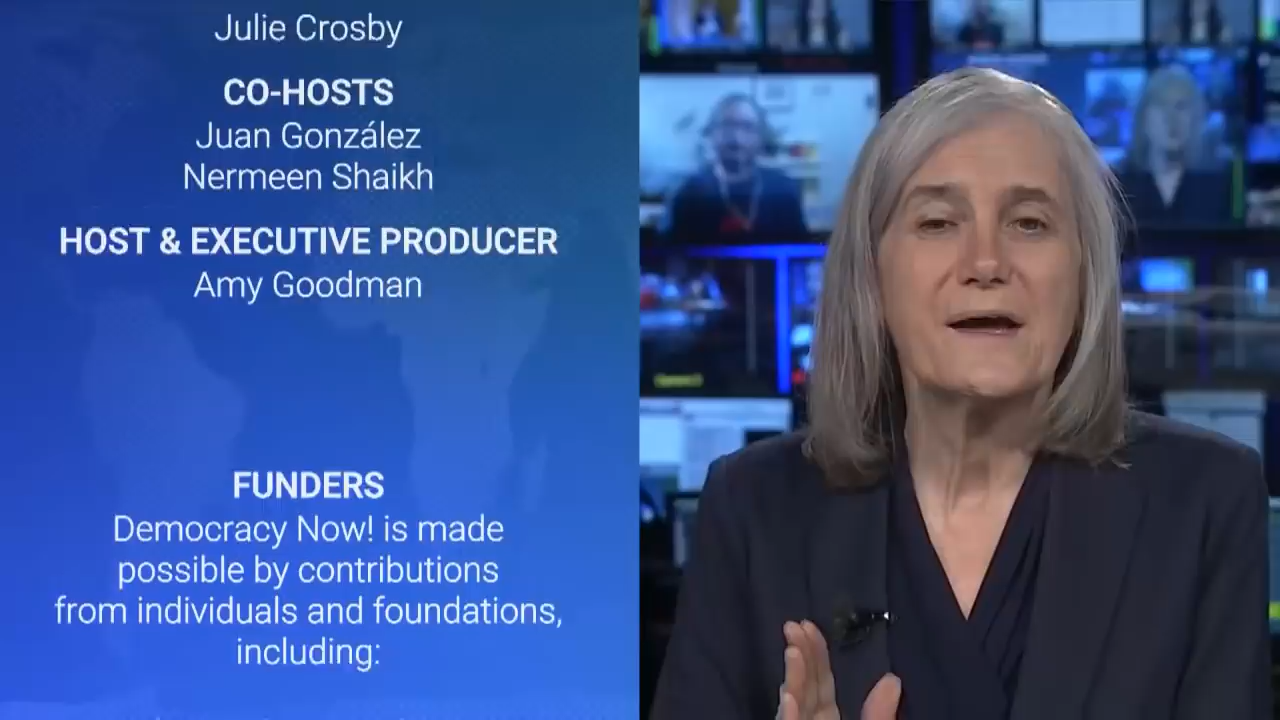 Julie Crosby
CO-HOSTS
Juan González
Nermeen Shaikh
HOST & EXECUTIVE PRODUCER
Amy Goodman
FUNDERS
Democracy Now! is made
possible by contributions
from individuals and foundations,
including: